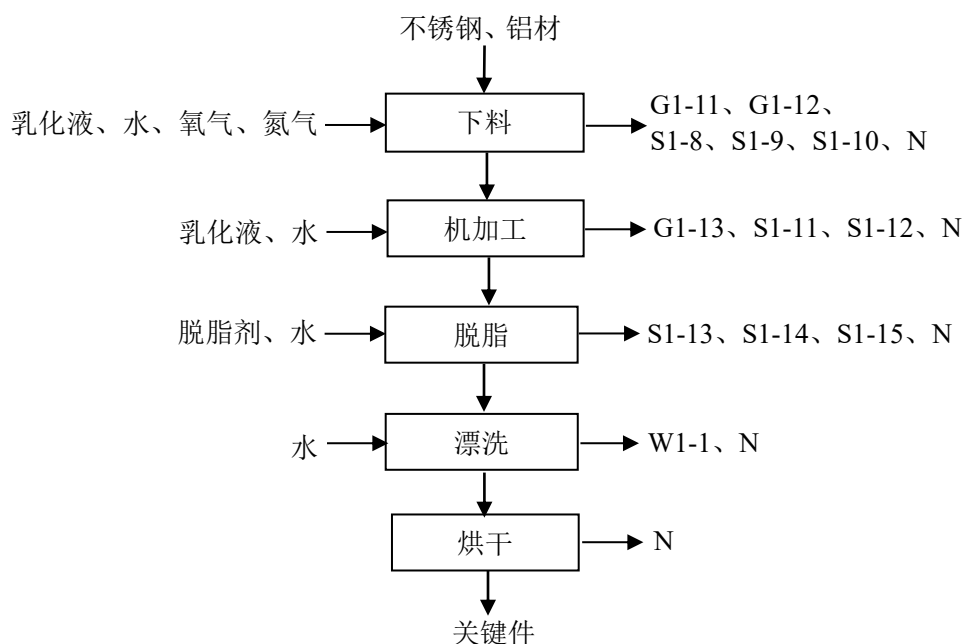 不锈钢、铝材
乳化液、水、氧气、氮气
下料
G1-11、G1-12、
S1-8、S1-9、S1-10、N
乳化液、水
机加工
G1-13、S1-11、S1-12、N
脱脂剂、水
脱脂
S1-13、S1-14、S1-15、N
水
漂洗
W1-1、N
烘干
N
关键件